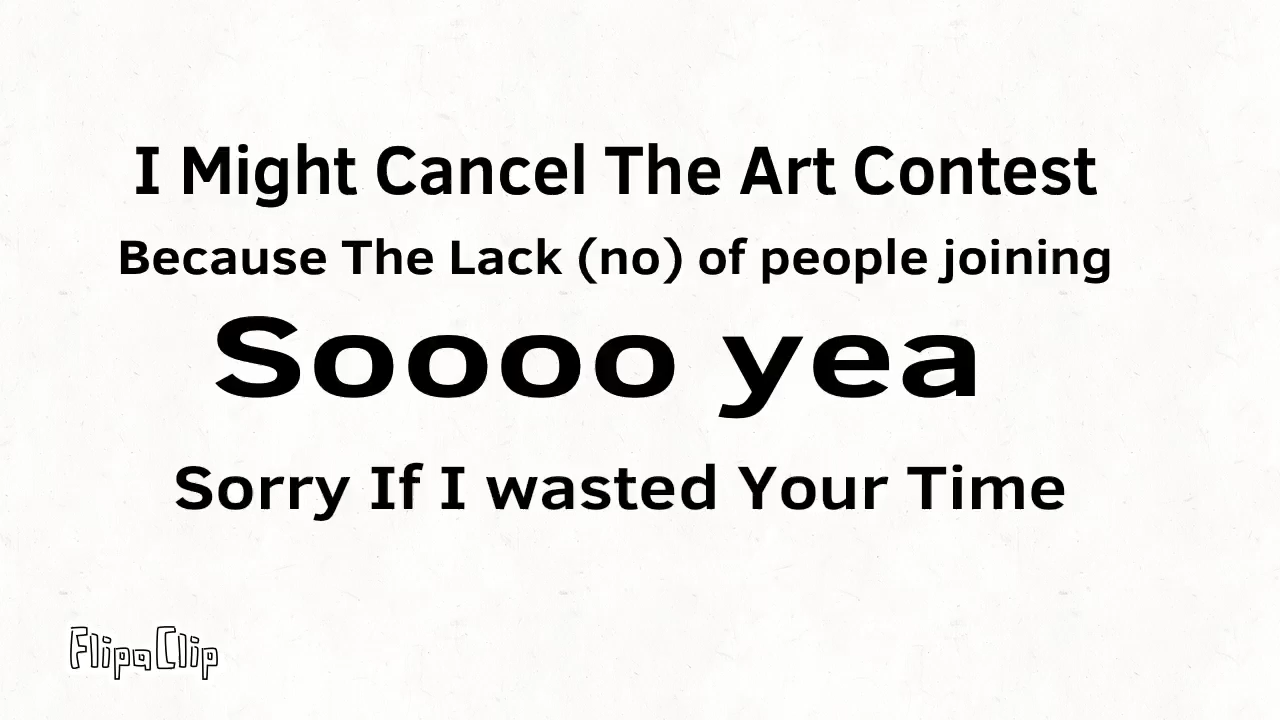 I Might Cancel The Art Contest
Because The Lack (no) of people joining
Soooo yea
Sorry If I wasted Your Time
FlipaClip